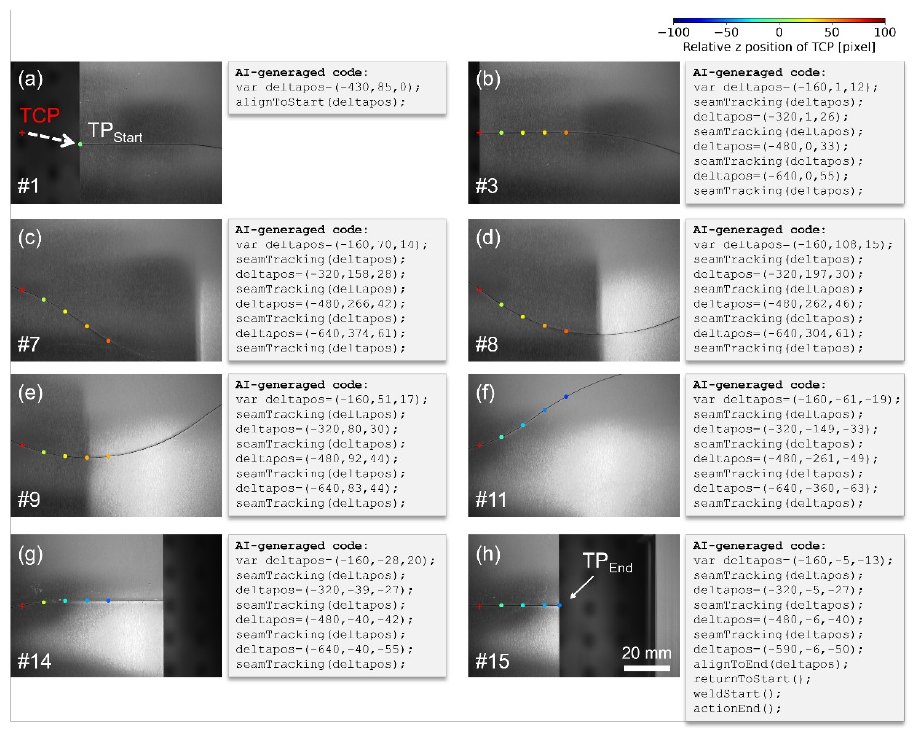 −100 −50 0 50 100
Relative z position of TCP [pixel]
(a)
TCP
TPStart
#1
AI-generaged code:
var deltapos=(-430,85,0);
alignToStart(deltapos);
(b)
#3
AI-generaged code:
var deltapos=(-160,1,12};
seamTracking{deltapos);
deltapos=(-320,1,26);
seamTracking(deltapos);
deltapos=(-480,0,33);
seamTracking(deltapos);
deltapos=(-640,0,55);
seamTracking{deltapos);
(c)
#7
AI-generaged code:
var deltapos=(-160,70,14};
seamTracking(deltapos);
deltapos=(-320,158,28);
seamTracking(deltapos);
deltapos=(-480,266,42);
seamTracking(deltapos);
deltapos=(-640,374,61);
seamTracking(deltapos);
(d)
#8
AI-generaged code:
var deltapos=(-160,108,15);
seamTracking{deltapos);
deltapos=(-320,197,30);
seamTracking(deltapos);
deltapos=(-480,262,46);
seamTracking(deltapos);
deltapos=(-640,304,61);
seamTracking{deltapos);
(e)
#9
AI-generaged code:
var deltapos=(-160,51,17};
seamTracking(deltapos);
deltapos=(-320,80,30);
seamTracking(deltapos);
deltapos=(-480,92,44);
seamTracking(deltapos);
deltapos=(-640,83,44);
seamTracking(deltapos);
(f)
#11
AI-generaged code:
var deltapos=(-160,-61,-19);
seamTracking{deltapos);
deltapos=(-320,-149,-33);
seamTracking(deltapos);
deltapos=(-480,-261,-49);
seamTracking{deltapos);
deltapos=(-640,-360,-63};
seamTracking{deltapos);
(g)
#14
AI-generaged code:
var deltapos=(-160,-28,20);
seamTracking(deltapos);
deltapos=(-320,-39,-27);
seamTracking(deltapos);
deltapos=(-480,-40,-42);
seamTracking(deltapos);
deltapos=(-640,-40,-55);
seamTracking(deltapos);
(h)
TPEnd
#15
20 mm
AI-generaged code:
var deltapos=(-160,-5,-13);
seamTracking{deltapos);
deltapos=(-320,-5,-27);
seamTracking(deltapos);
deltapos=(-480,-6,-40);
seamTracking(deltapos);
deltapos=(-590,-6,-50);
alignToEnd(deltapos);
returnToStart(};
weldStart();
actionEnd();